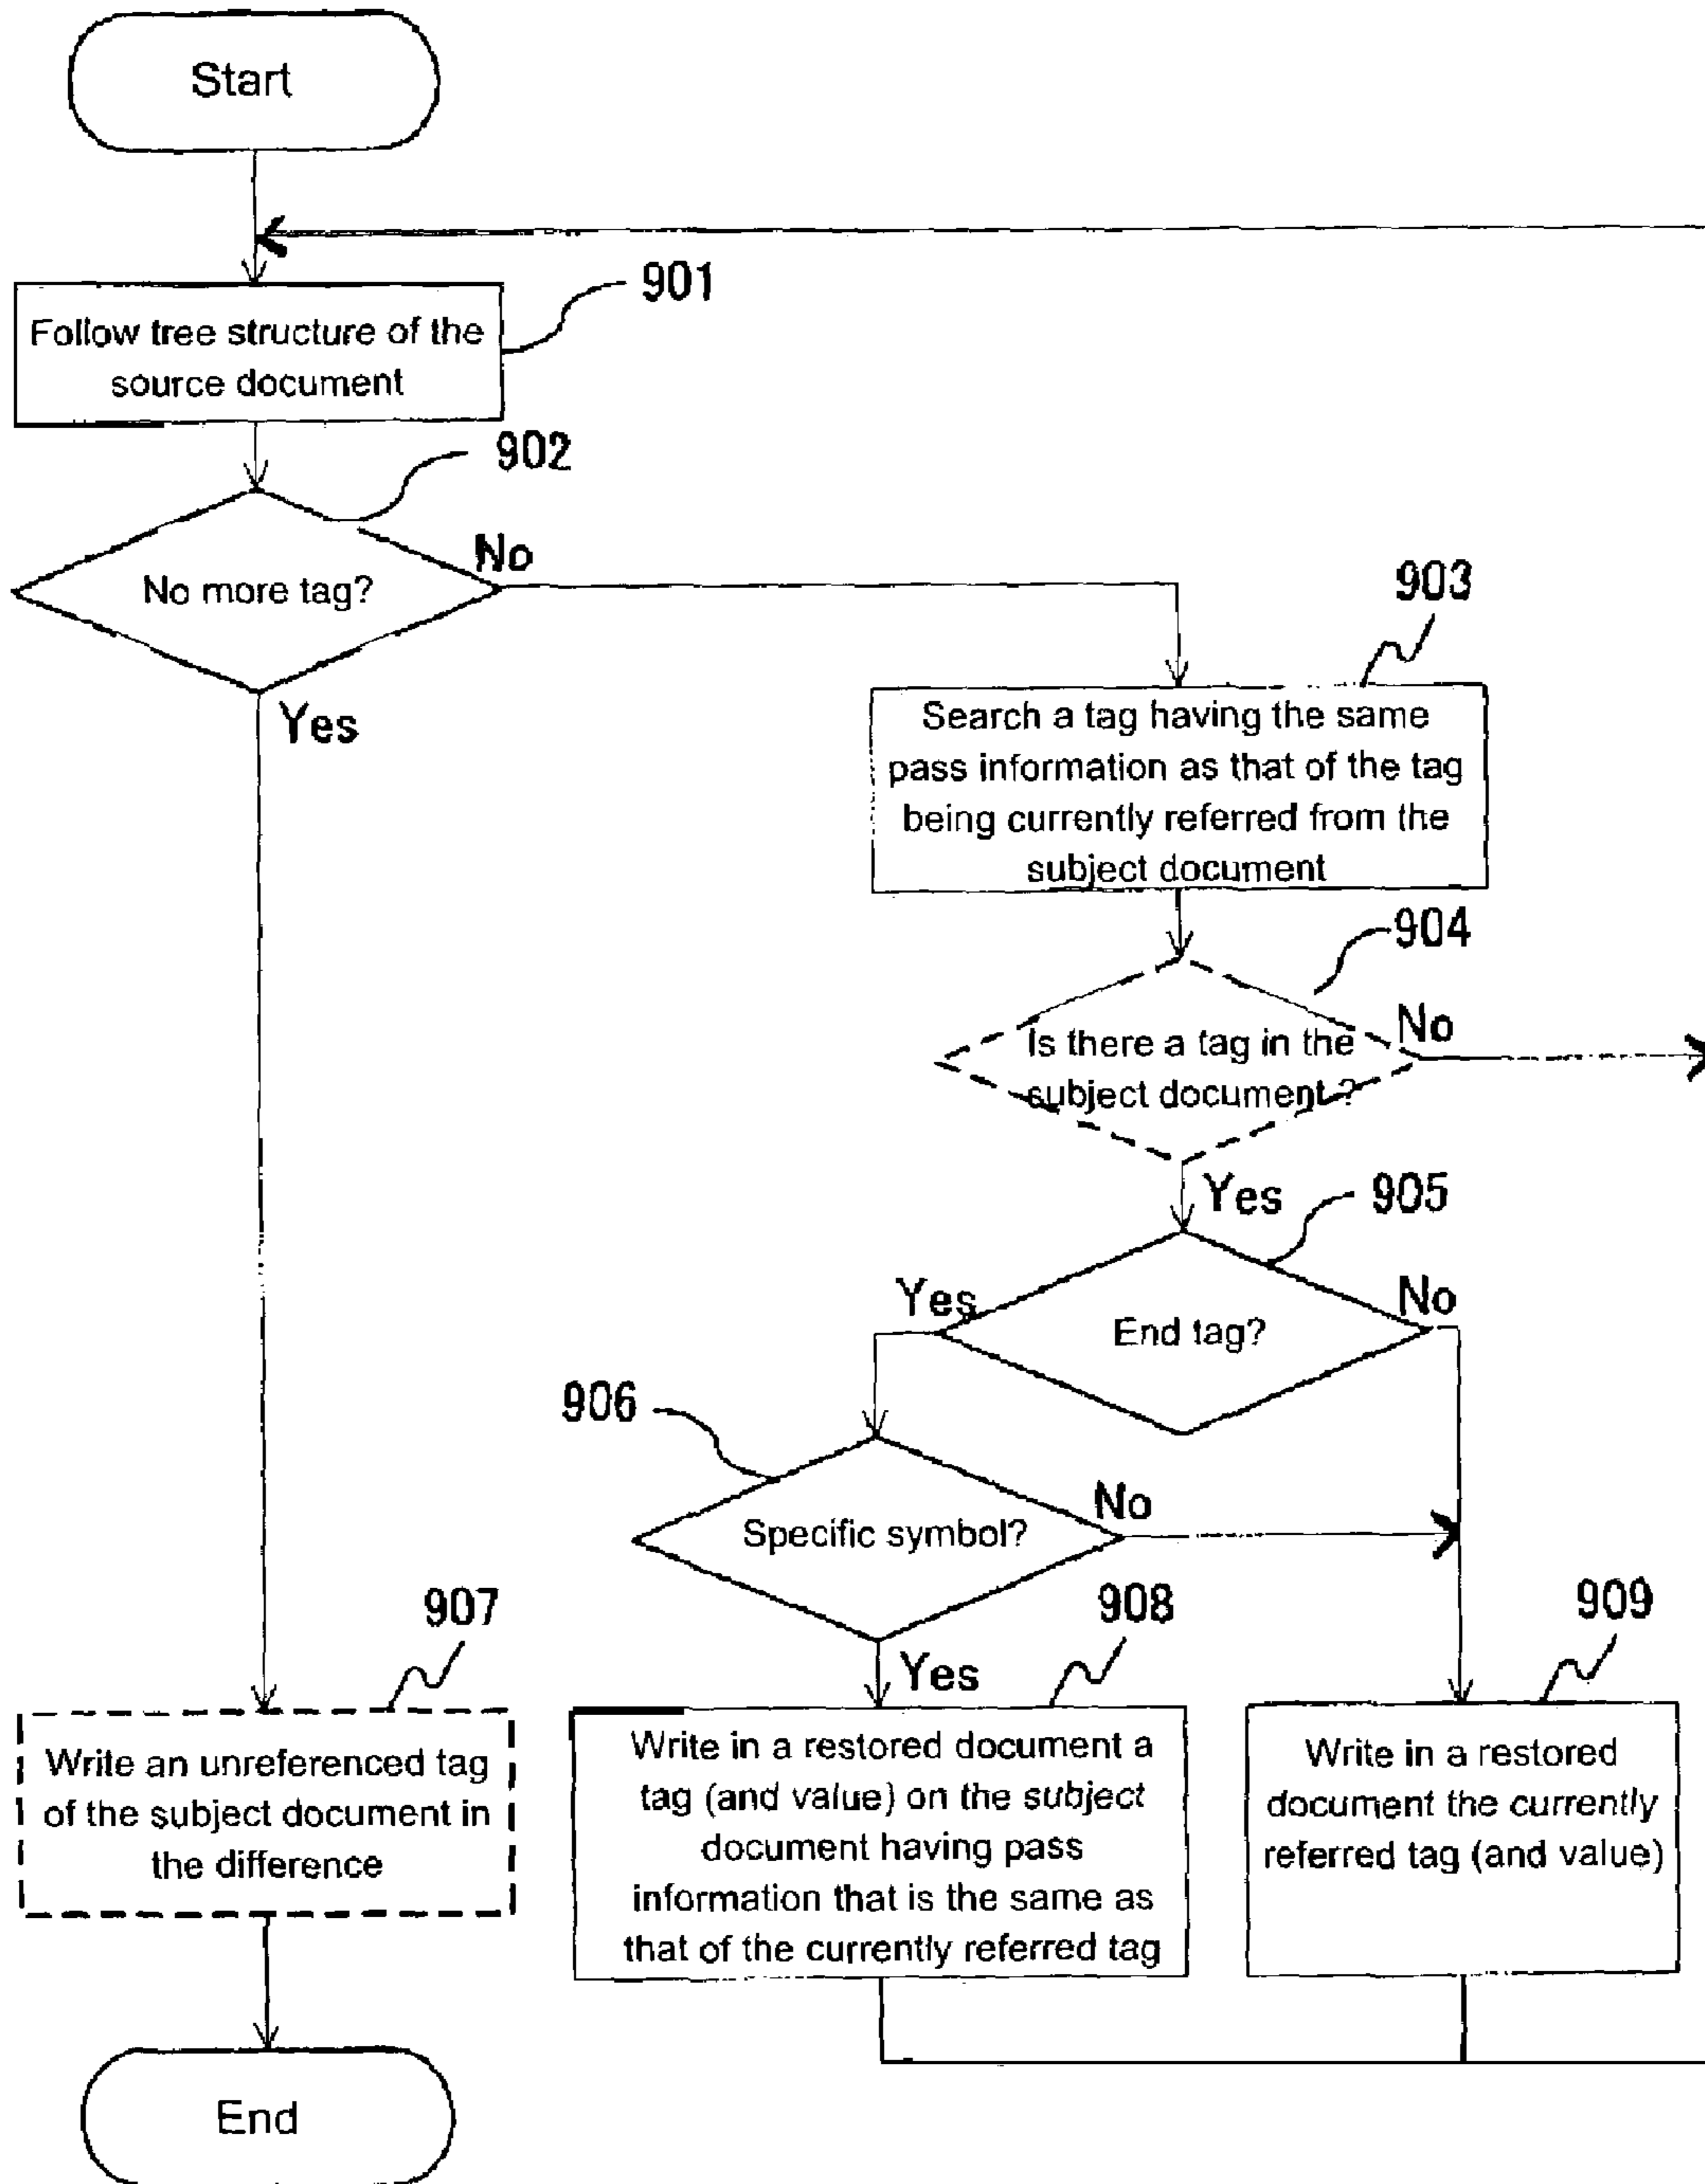 Start
901
Follow tree structure of the
source document
902
No more tag?
No
Yes
903
Search a tag having the same
pass information as that of the tag
being currently referred from the
subject document
904
Is there a tag in the
subject document ?
No
Yes
905
End tag?
Yes
No
906
Specific symbol?
No
Yes
907
Write an unreferenced tag
of the subject document in
the difference
908
Write in a restored document a
tag (and value) on the subject
document having pass
information that is the same as
that of the currently referred tag
909
Write in a restored
document the currently
referred tag (and value)
End